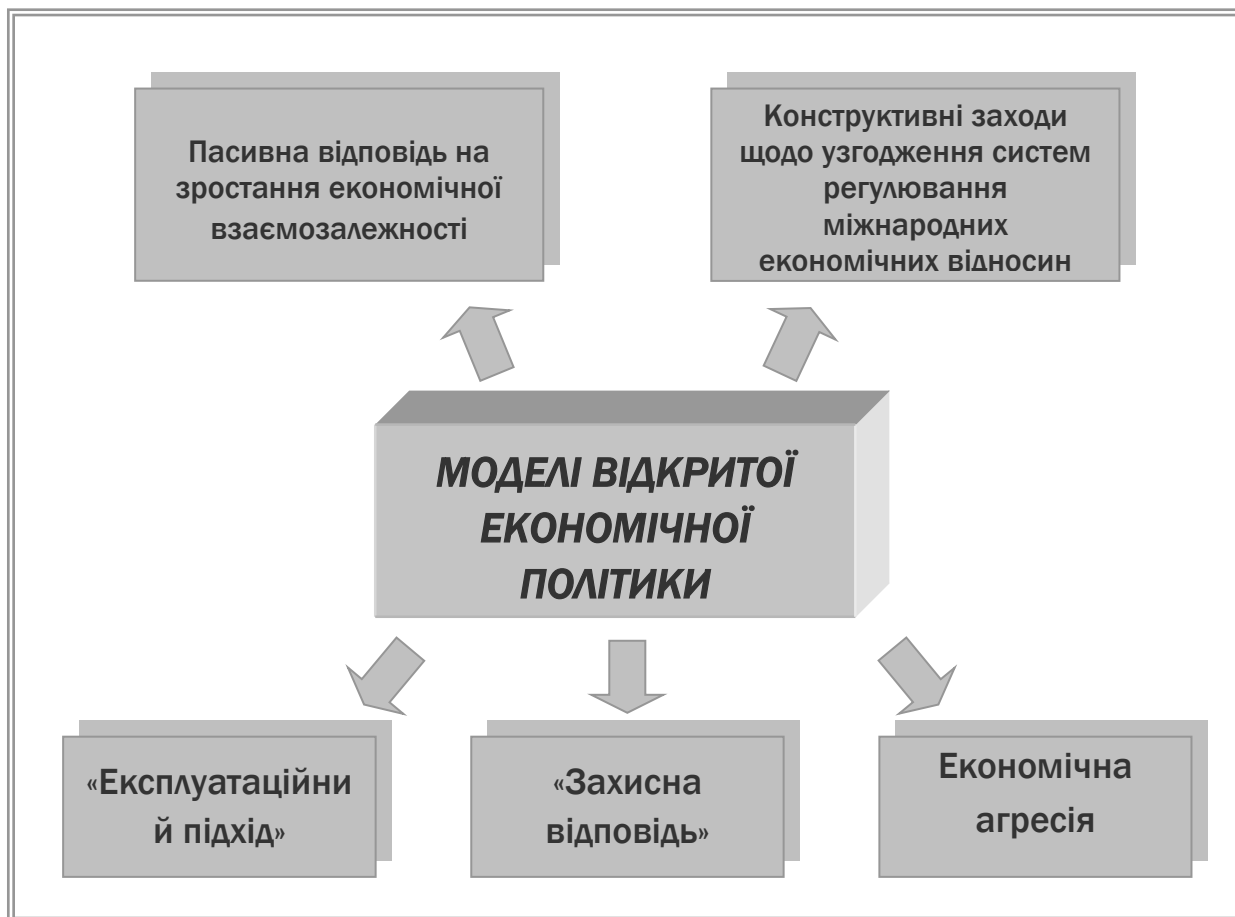 Пасивна відповідь на
зростання економічної
взаємозалежності
Конструктивні заходи
щодо узгодження систем
регулювання
міжнародних
економічних відносин
МОДЕЛІ ВІДКРИТОЇ
ЕКОНОМІЧНОЇ
ПОЛІТИКИ
«Експлуатаційни
й підхід»
«Захисна
відповідь»
Економічна
агресія